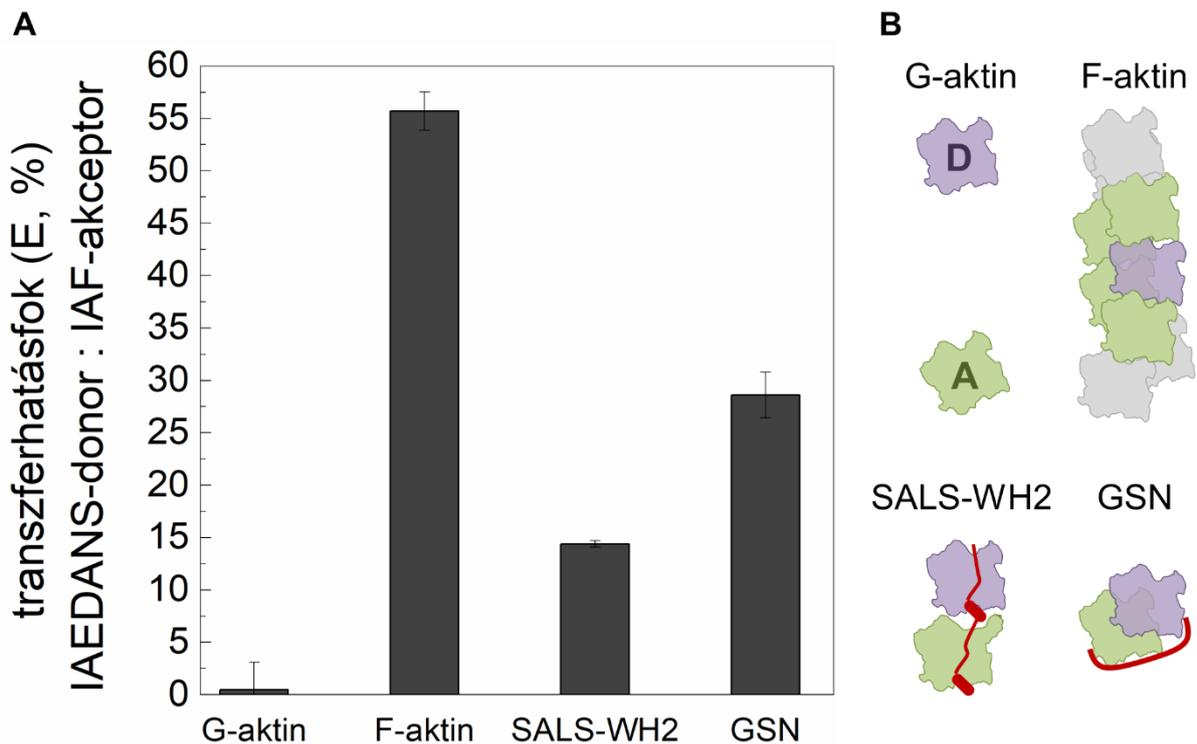 A
transzferhatásfok (E, %)
IAEDANS-donor : IAF-akceptor
60
55
50
45
40
35
30
25
20
15
10
5
0
G-aktin
F-aktin
SALS-WH2
GSN
B
G-aktin
F-aktin
D
A
SALS-WH2
GSN